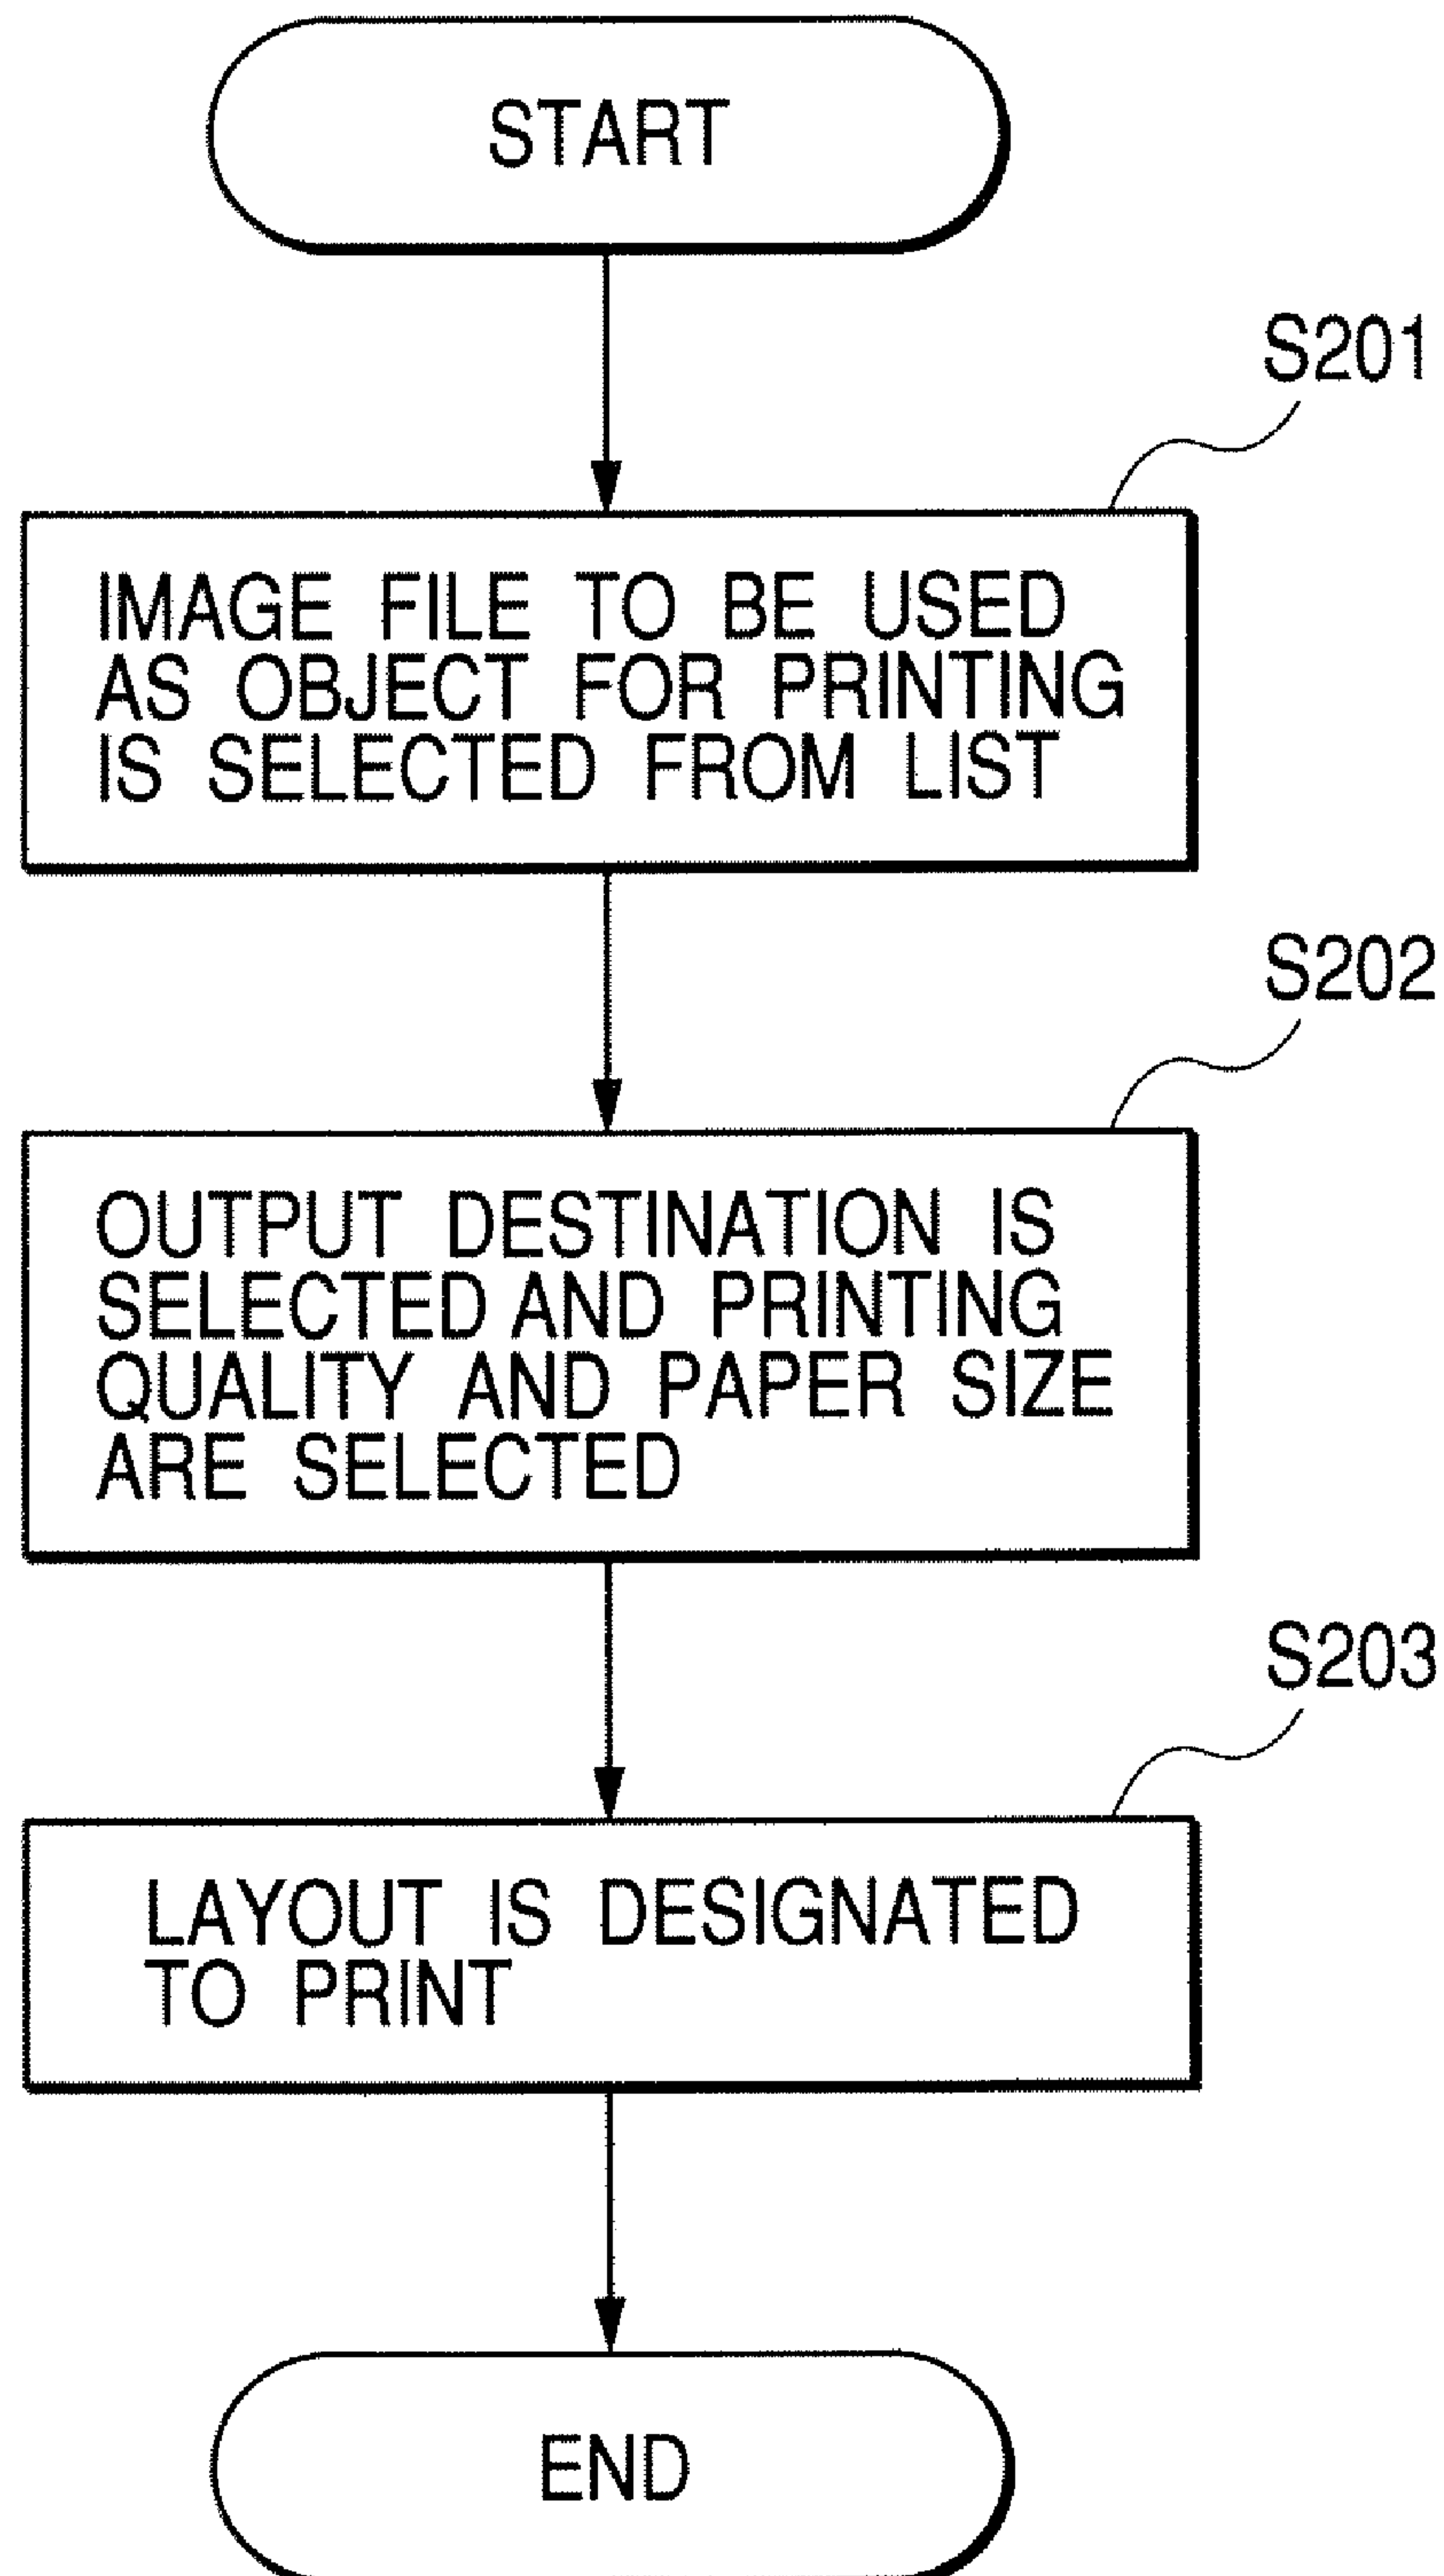 START
S201
IMAGE FILE TO BE USED
AS OBJECT FOR PRINTING
IS SELECTED FROM LIST
S202
OUTPUT DESTINATION IS
SELECTED AND PRINTING
QUALITY AND PAPER SIZE
ARE SELECTED
S203
LAYOUT IS DESIGNATED
TO PRINT
END